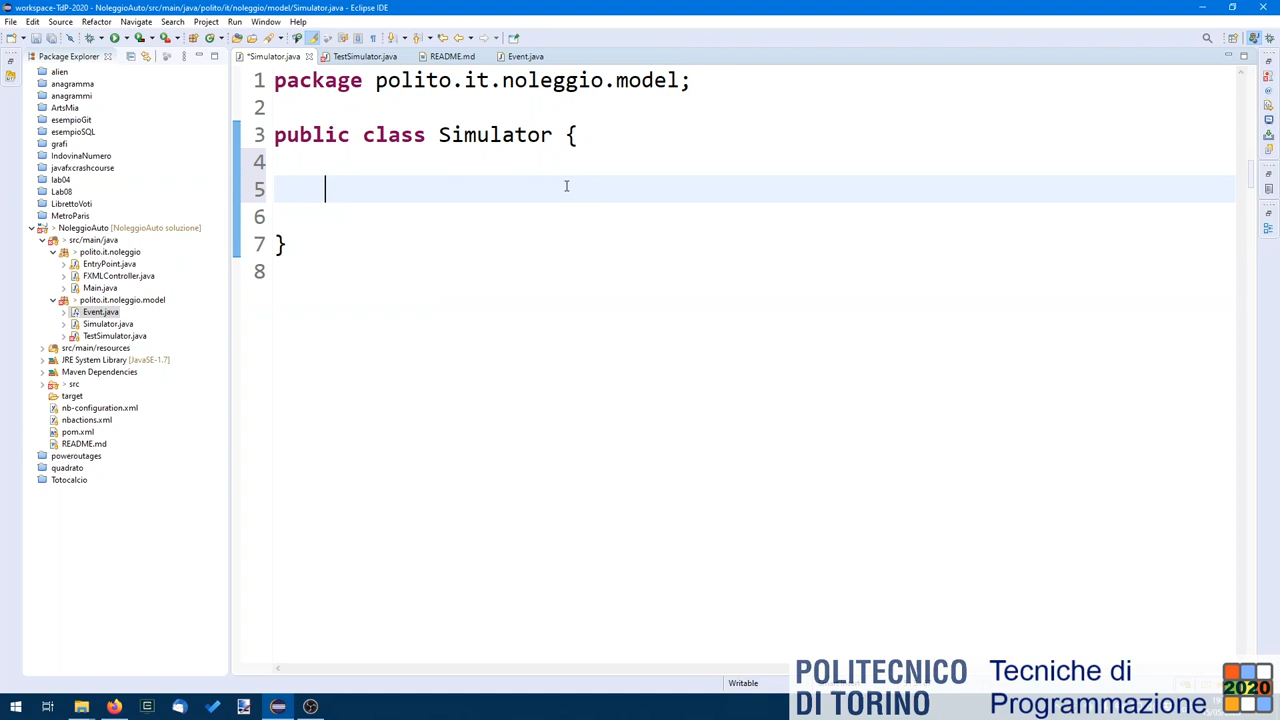 workspace-TdP-2020 - NoleggioAuto/src/main/java/polito/it/noleggio/model/Simulator.java - Eclipse IDE
File Edit Source Refactor Navigate Search Project Run Window Help
Package Explorer
*Simulator.java TestSimulator.java README.md Event.java
alien
anagramma
anagrammi
ArtsMia
esempioGit
esempioSQL
grafi
IndovinaNumero
javafxcrashcourse
lab04
Lab08
LibrettoVoti
MetroParis
> NoleggioAuto [NoleggioAuto soluzione]
> src/main/java
> polito.it.noleggio
EntryPoint.java
FXMLController.java
Main.java
> polito.it.noleggio.model
Event.java
Simulator.java
TestSimulator.java
src/main/resources
JRE System Library [JavaSE-1.7]
Maven Dependencies
> src
target
nb-configuration.xml
nbactions.xml
pom.xml
README.md
poweroutages
quadrato
Totocalcio
1 package polito.it.noleggio.model;
2
3 public class Simulator {
4
5
6
7 }
8
Writable
POLITECNICO
DI TORINO
Tecniche di
Programmazione
2020